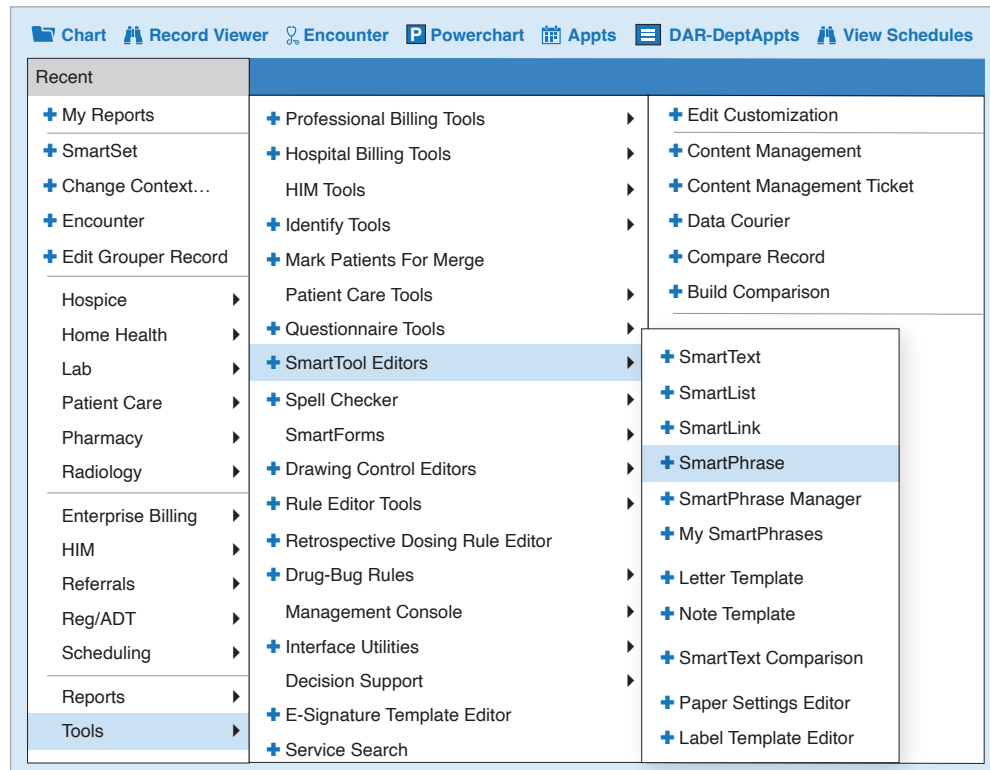 Chart Record Viewer Encounter P Powerchart Appts DAR-DeptAppts View Schedules
Recent
My Reports
SmartSet
Change Context...
Encounter
Edit Grouper Record
Hospice
Home Health
Lab
Patient Care
Pharmacy
Radiology
Enterprise Billing
HIM
Referrals
Reg/ADT
Scheduling
Reports
Tools
Professional Billing Tools
Hospital Billing Tools
HIM Tools
Identify Tools
Mark Patients For Merge
Patient Care Tools
Questionnaire Tools
SmartTool Editors
Spell Checker
SmartForms
Drawing Control Editors
Rule Editor Tools
Retrospective Dosing Rule Editor
Drug-Bug Rules
Management Console
Interface Utilities
Decision Support
E-Signature Template Editor
Service Search
Edit Customization
Content Management
Content Management Ticket
Data Courier
Compare Record
Build Comparison
SmartText
SmartList
SmartLink
SmartPhrase
SmartPhrase Manager
My SmartPhrases
Letter Template
Note Template
SmartText Comparison
Paper Settings Editor
Label Template Editor